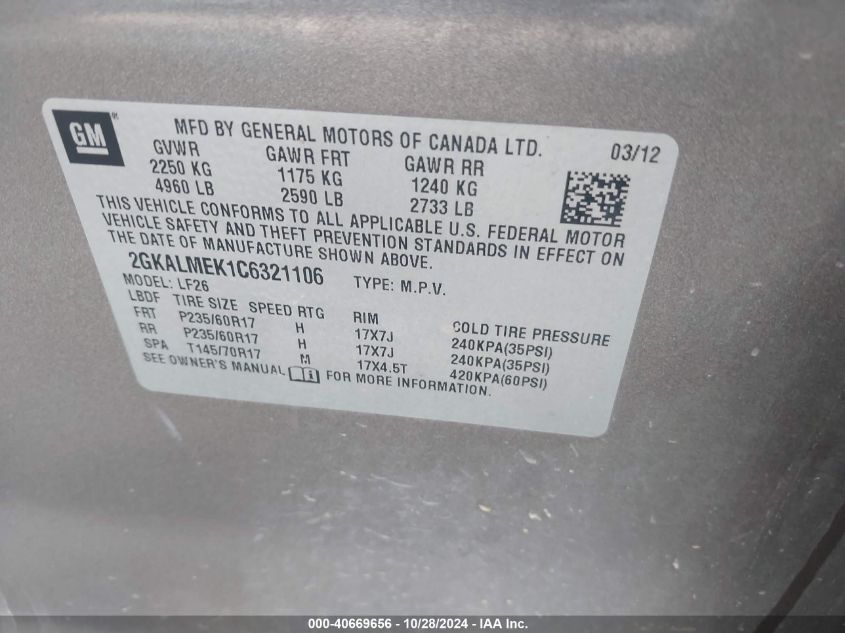 GM
MFD BY GENERAL MOTORS OF CANADA LTD. 03/12
GVWR GAWR FRT GAWR RR
2250 KG 1175 KG 1240 KG
4960 LB 2590 LB 2733 LB
THIS VEHICLE CONFORMS TO ALL APPLICABLE U.S. FEDERAL MOTOR
VEHICLE SAFETY AND THEFT PREVENTION STANDARDS IN EFFECT ON
THE DATE OF MANUFACTURE SHOWN ABOVE.
2GKALMEK1C6321106 TYPE: M.P.V.
MODEL: LF26
LBDF TIRE SIZE SPEED RTG RIM COLD TIRE PRESSURE
FRT P235/60R17 H 17X7J 240KPA(35PSI)
RR P235/60R17 H 17X7J 240KPA(35PSI)
SPA T145/70R17 M 17X4.5T 420KPA(60PSI)
SEE OWNER'S MANUAL FOR MORE INFORMATION.
000-40669656 - 10/28/2024 - IAA Inc.